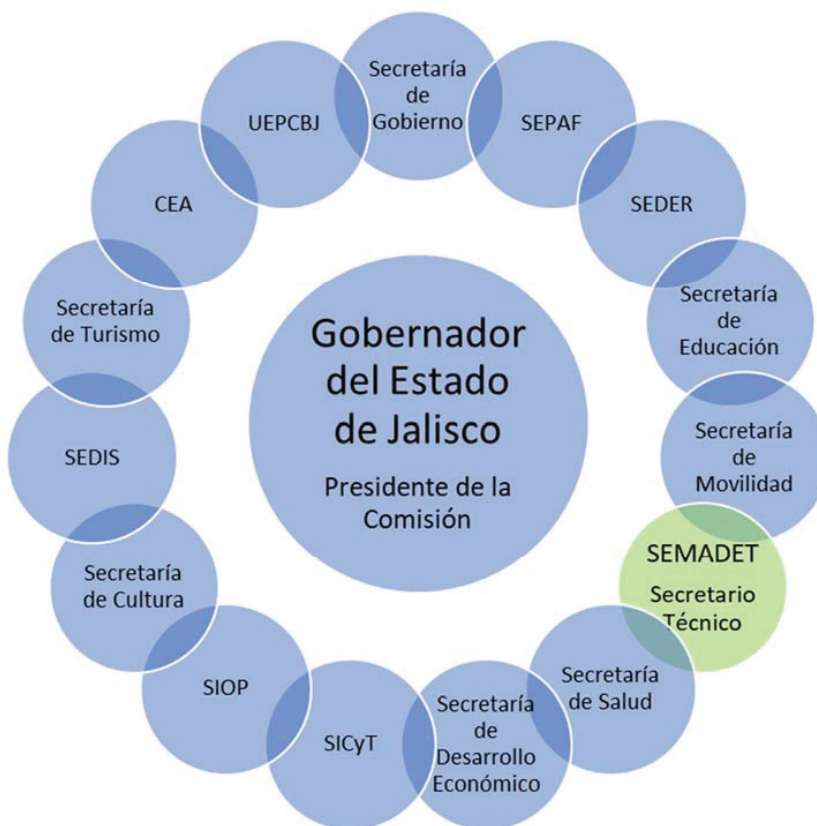 Secretaría
de
Gobierno
SEPAF
SEDER
Secretaría
de
Educación
Secretaría
de
Movilidad
SEMADET
Secretario
Técnico
Secretaría
de Salud
Secretaría
de
Desarrollo
Económico
SICyT
SIOP
Secretaría
de Cultura
SEDIS
Secretaría
de Turismo
CEA
UEPCBJ
Gobernador
del Estado
de Jalisco
Presidente de la
Comisión